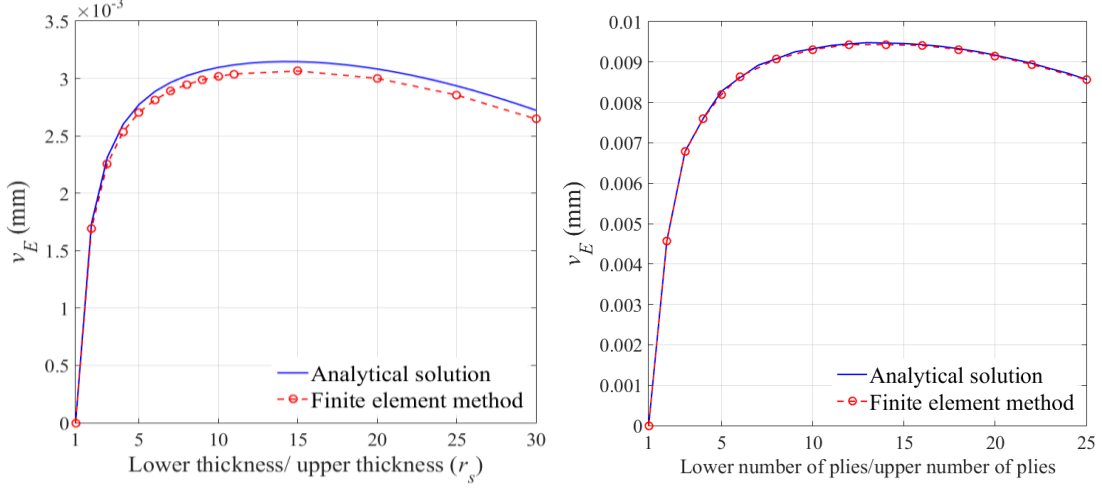 ×10⁻³
3.5
3
2.5
2
1.5
1
0.5
0
v_E (mm)
1 5 10 15 20 25 30
Lower thickness/ upper thickness (r_s)
Analytical solution
Finite element method
0.01
0.009
0.008
0.007
0.006
0.005
0.004
0.003
0.002
0.001
0
v_E (mm)
1 5 10 15 20 25
Lower number of plies/upper number of plies
Analytical solution
Finite element method